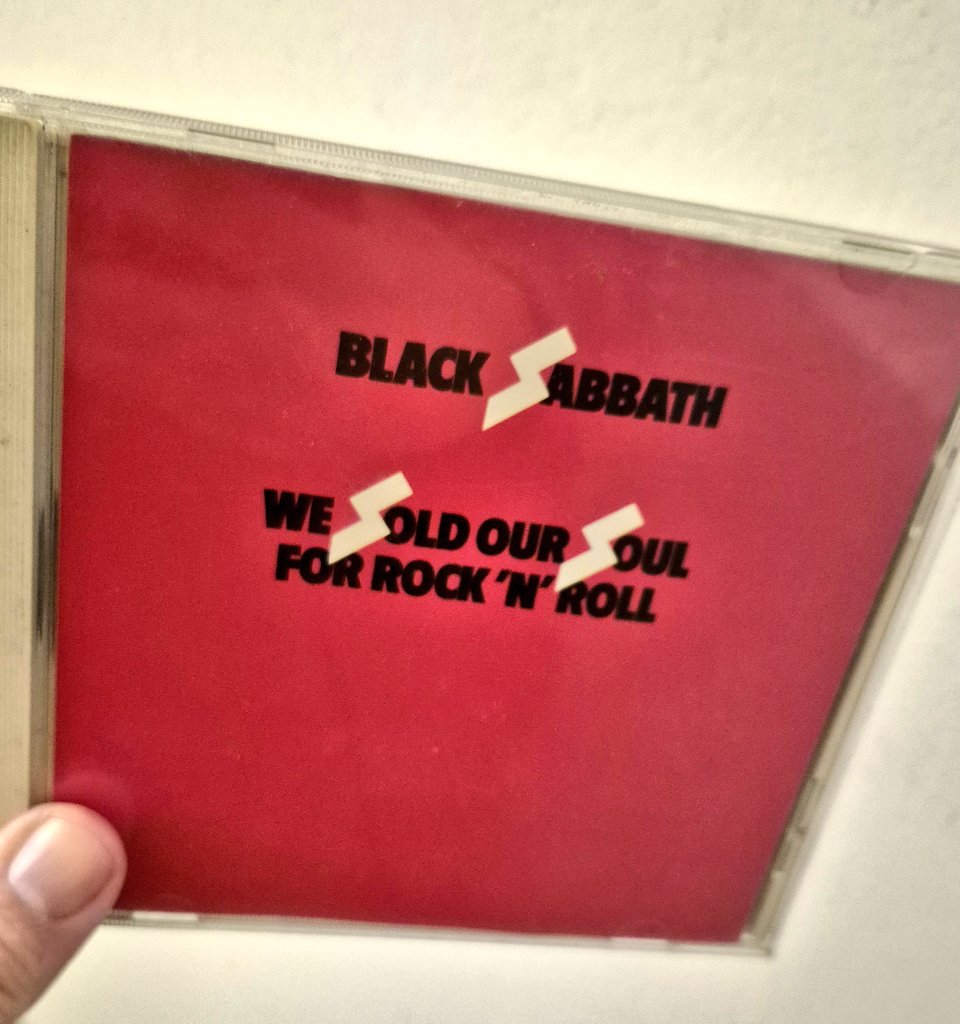 BLACK SABBATH
WE SOLD OUR SOUL
FOR ROCK 'N' ROLL